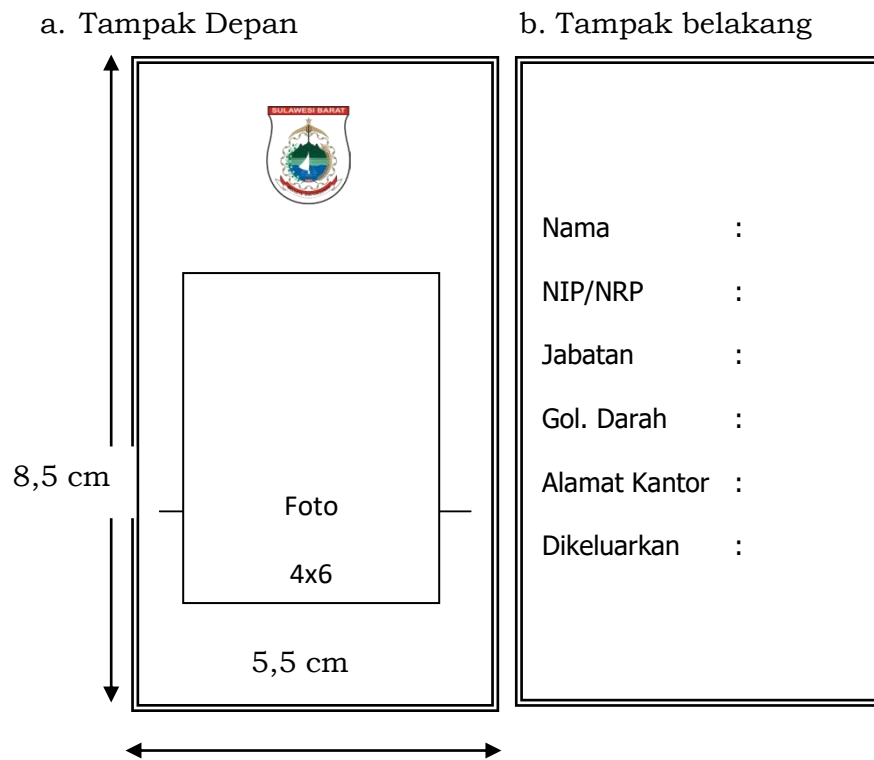 a. Tampak Depan
b. Tampak belakang
SULAWESI BARAT
8,5 cm
Foto
4x6
5,5 cm
Nama :
NIP/NRP :
Jabatan :
Gol. Darah :
Alamat Kantor :
Dikeluarkan :